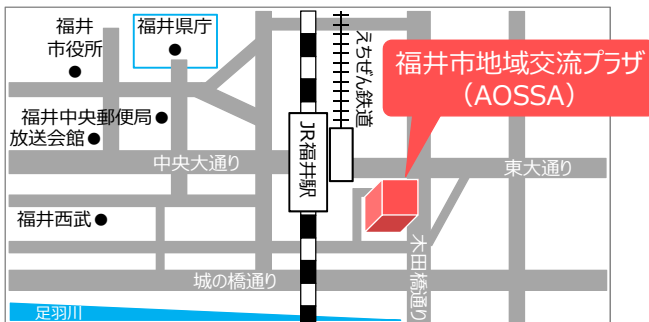 福井
市役所
福井県庁
えちぜん鉄道
福井市地域交流プラザ
（AOSSA）
福井中央郵便局
放送会館
中央大通り
JR福井駅
東大通り
福井西武
木田橋通り
城の橋通り
足羽川